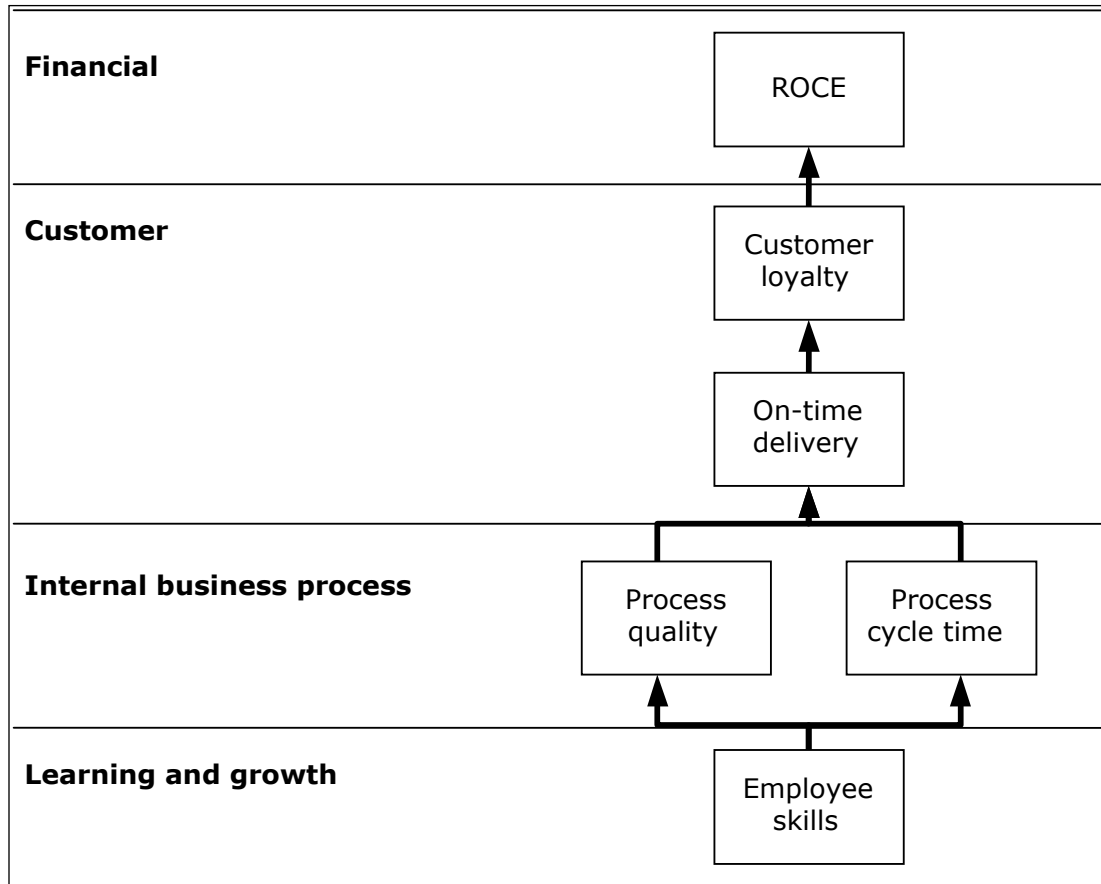 Financial
ROCE
Customer
Customer
loyalty
On-time
delivery
Internal business process
Process
quality
Process
cycle time
Learning and growth
Employee
skills